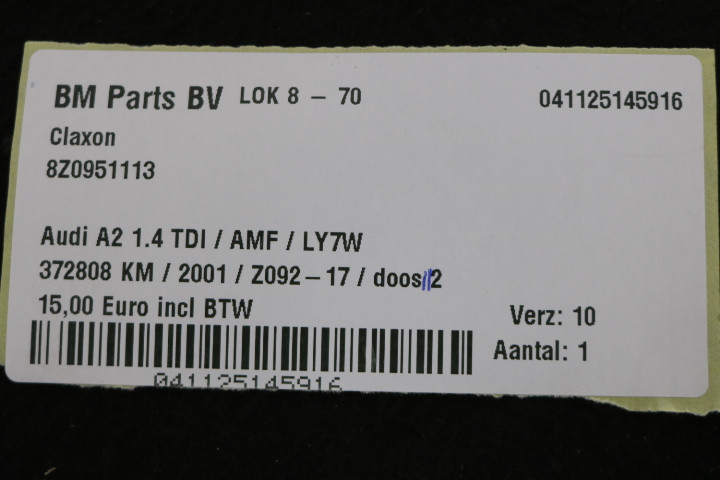 BM Parts BV LOK 8 - 70 041125145916
Claxon
8Z0951113
Audi A2 1.4 TDI / AMF / LY7W
372808 KM / 2001 / Z092-17 / doos 2
15,00 Euro incl BTW
Verz: 10
Aantal: 1
041125145916